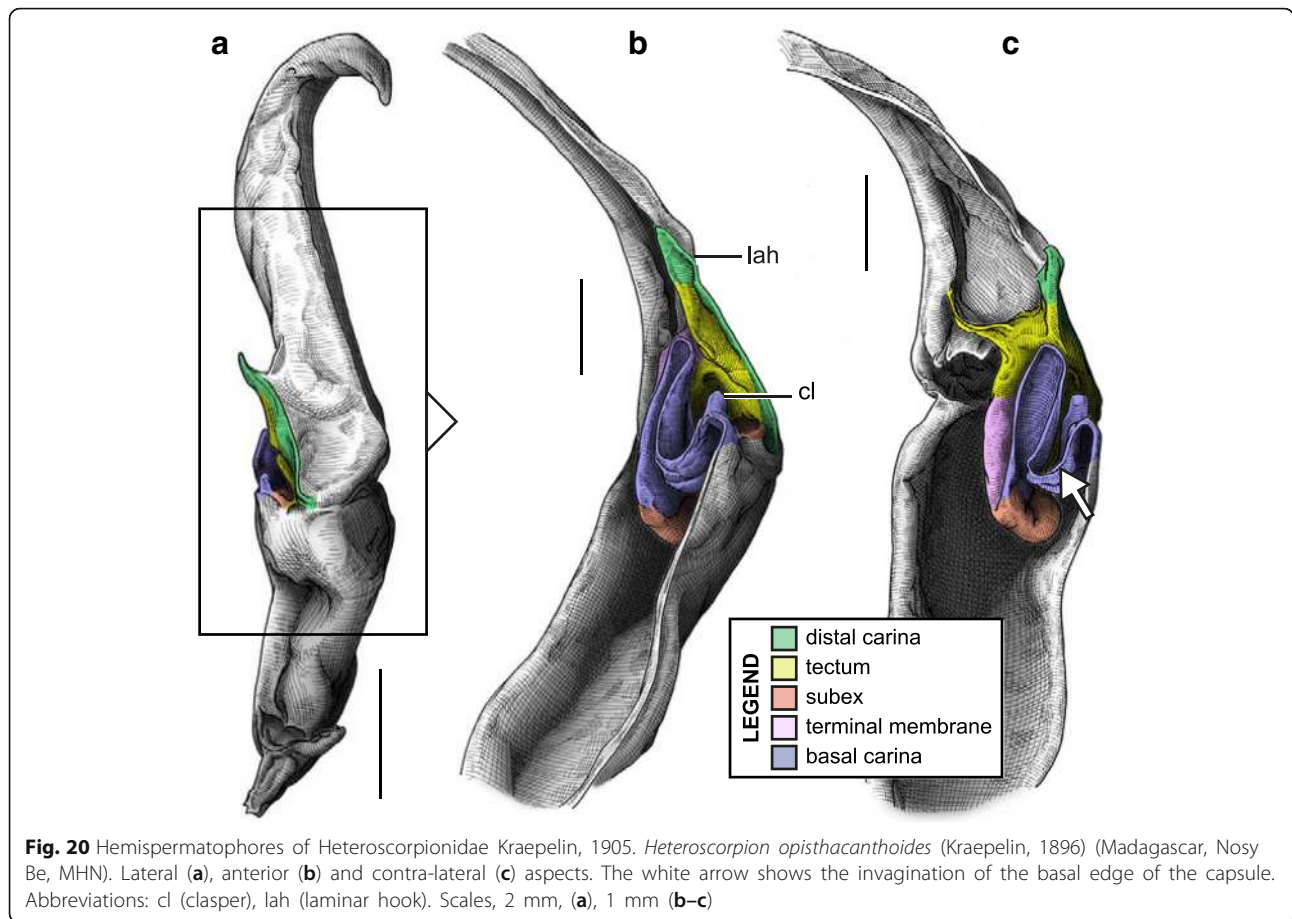 a
b
c
lah
cl
LEGEND
distal carina
tectum
subex
terminal membrane
basal carina
Fig. 20 Hemispermatophores of Heteroscorpionidae Kraepelin, 1905. Heteroscorpion opisthacanthoides (Kraepelin, 1896) (Madagascar, Nosy
Be, MHN). Lateral (a), anterior (b) and contra-lateral (c) aspects. The white arrow shows the invagination of the basal edge of the capsule.
Abbreviations: cl (clasper), lah (laminar hook). Scales, 2 mm, (a), 1 mm (b–c)